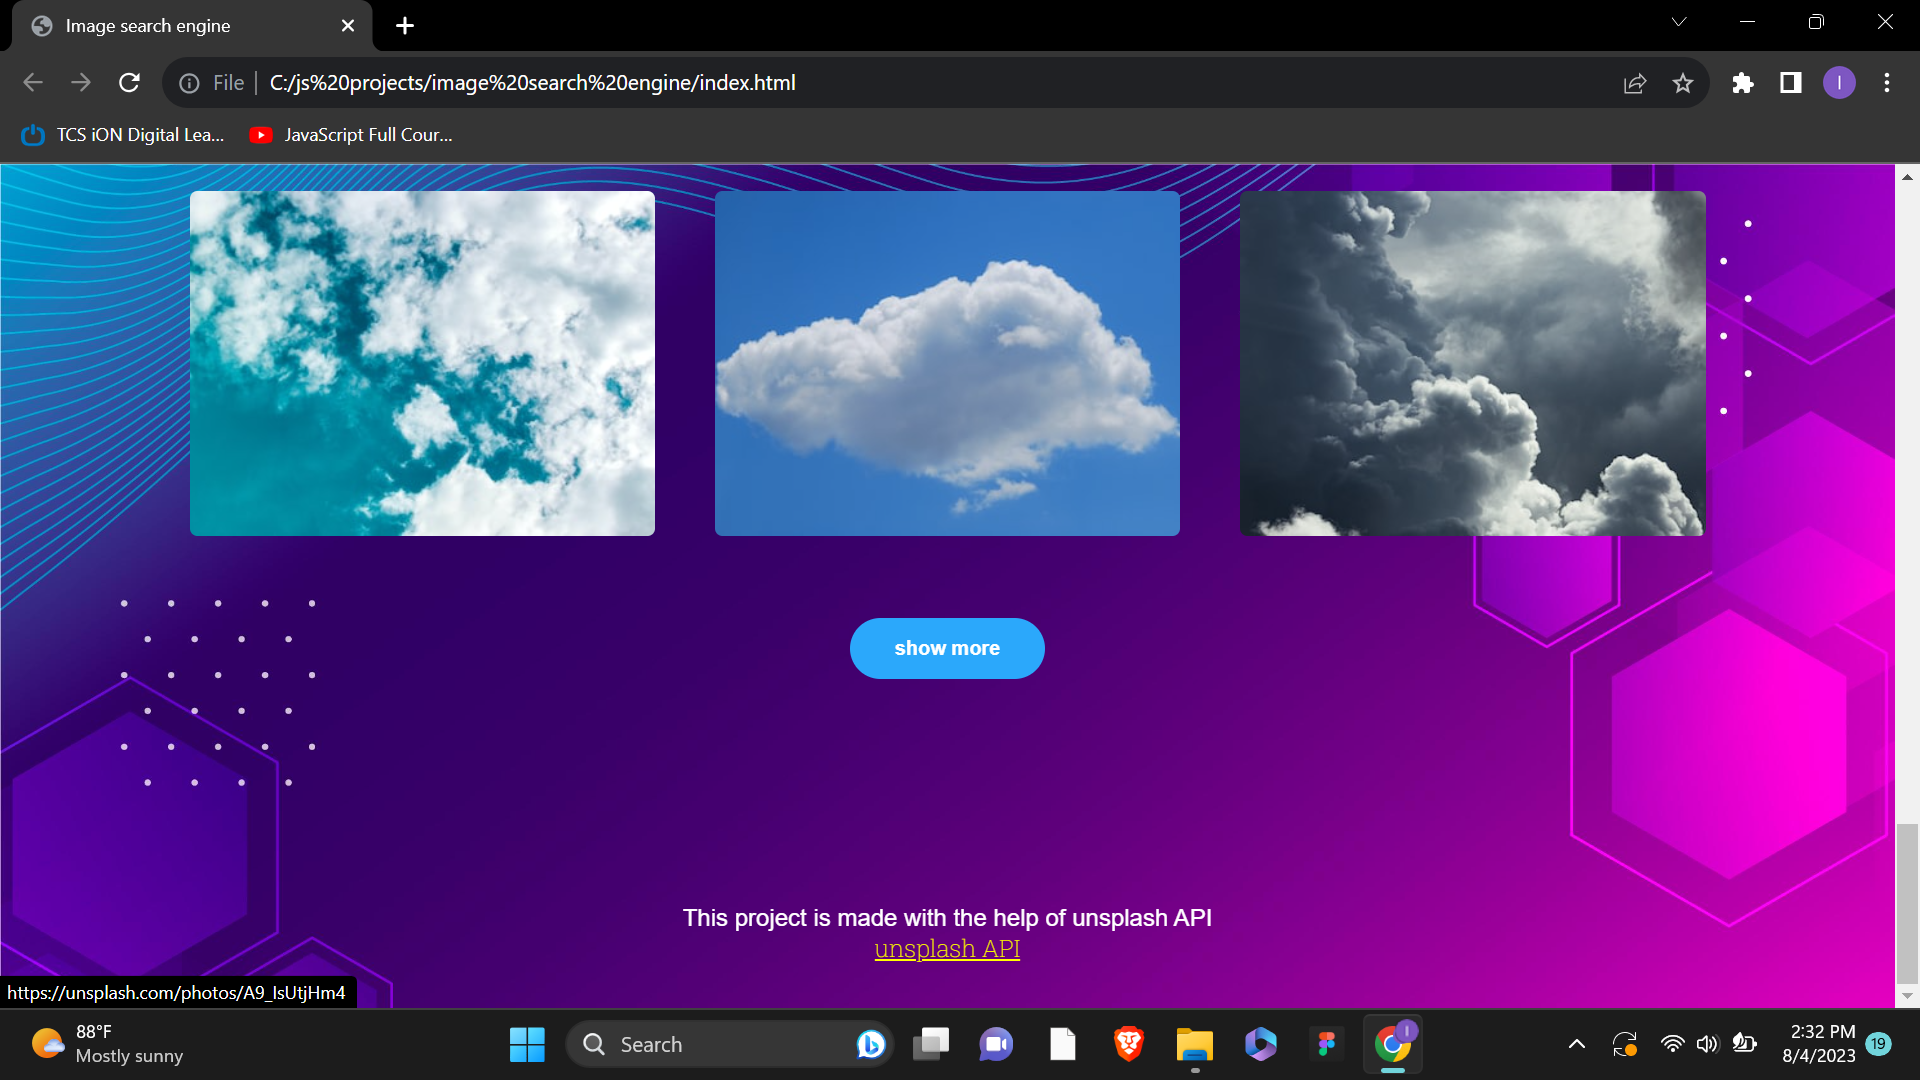 Image search engine
File
C:/js%20projects/image%20search%20engine/index.html
I
TCS iON Digital Lea...
JavaScript Full Cour...
show more
This project is made with the help of unsplash API
unsplash API
https://unsplash.com/photos/A9_IsUtjHm4
88°F
Mostly sunny
Search
I
2:32 PM
8/4/2023
19